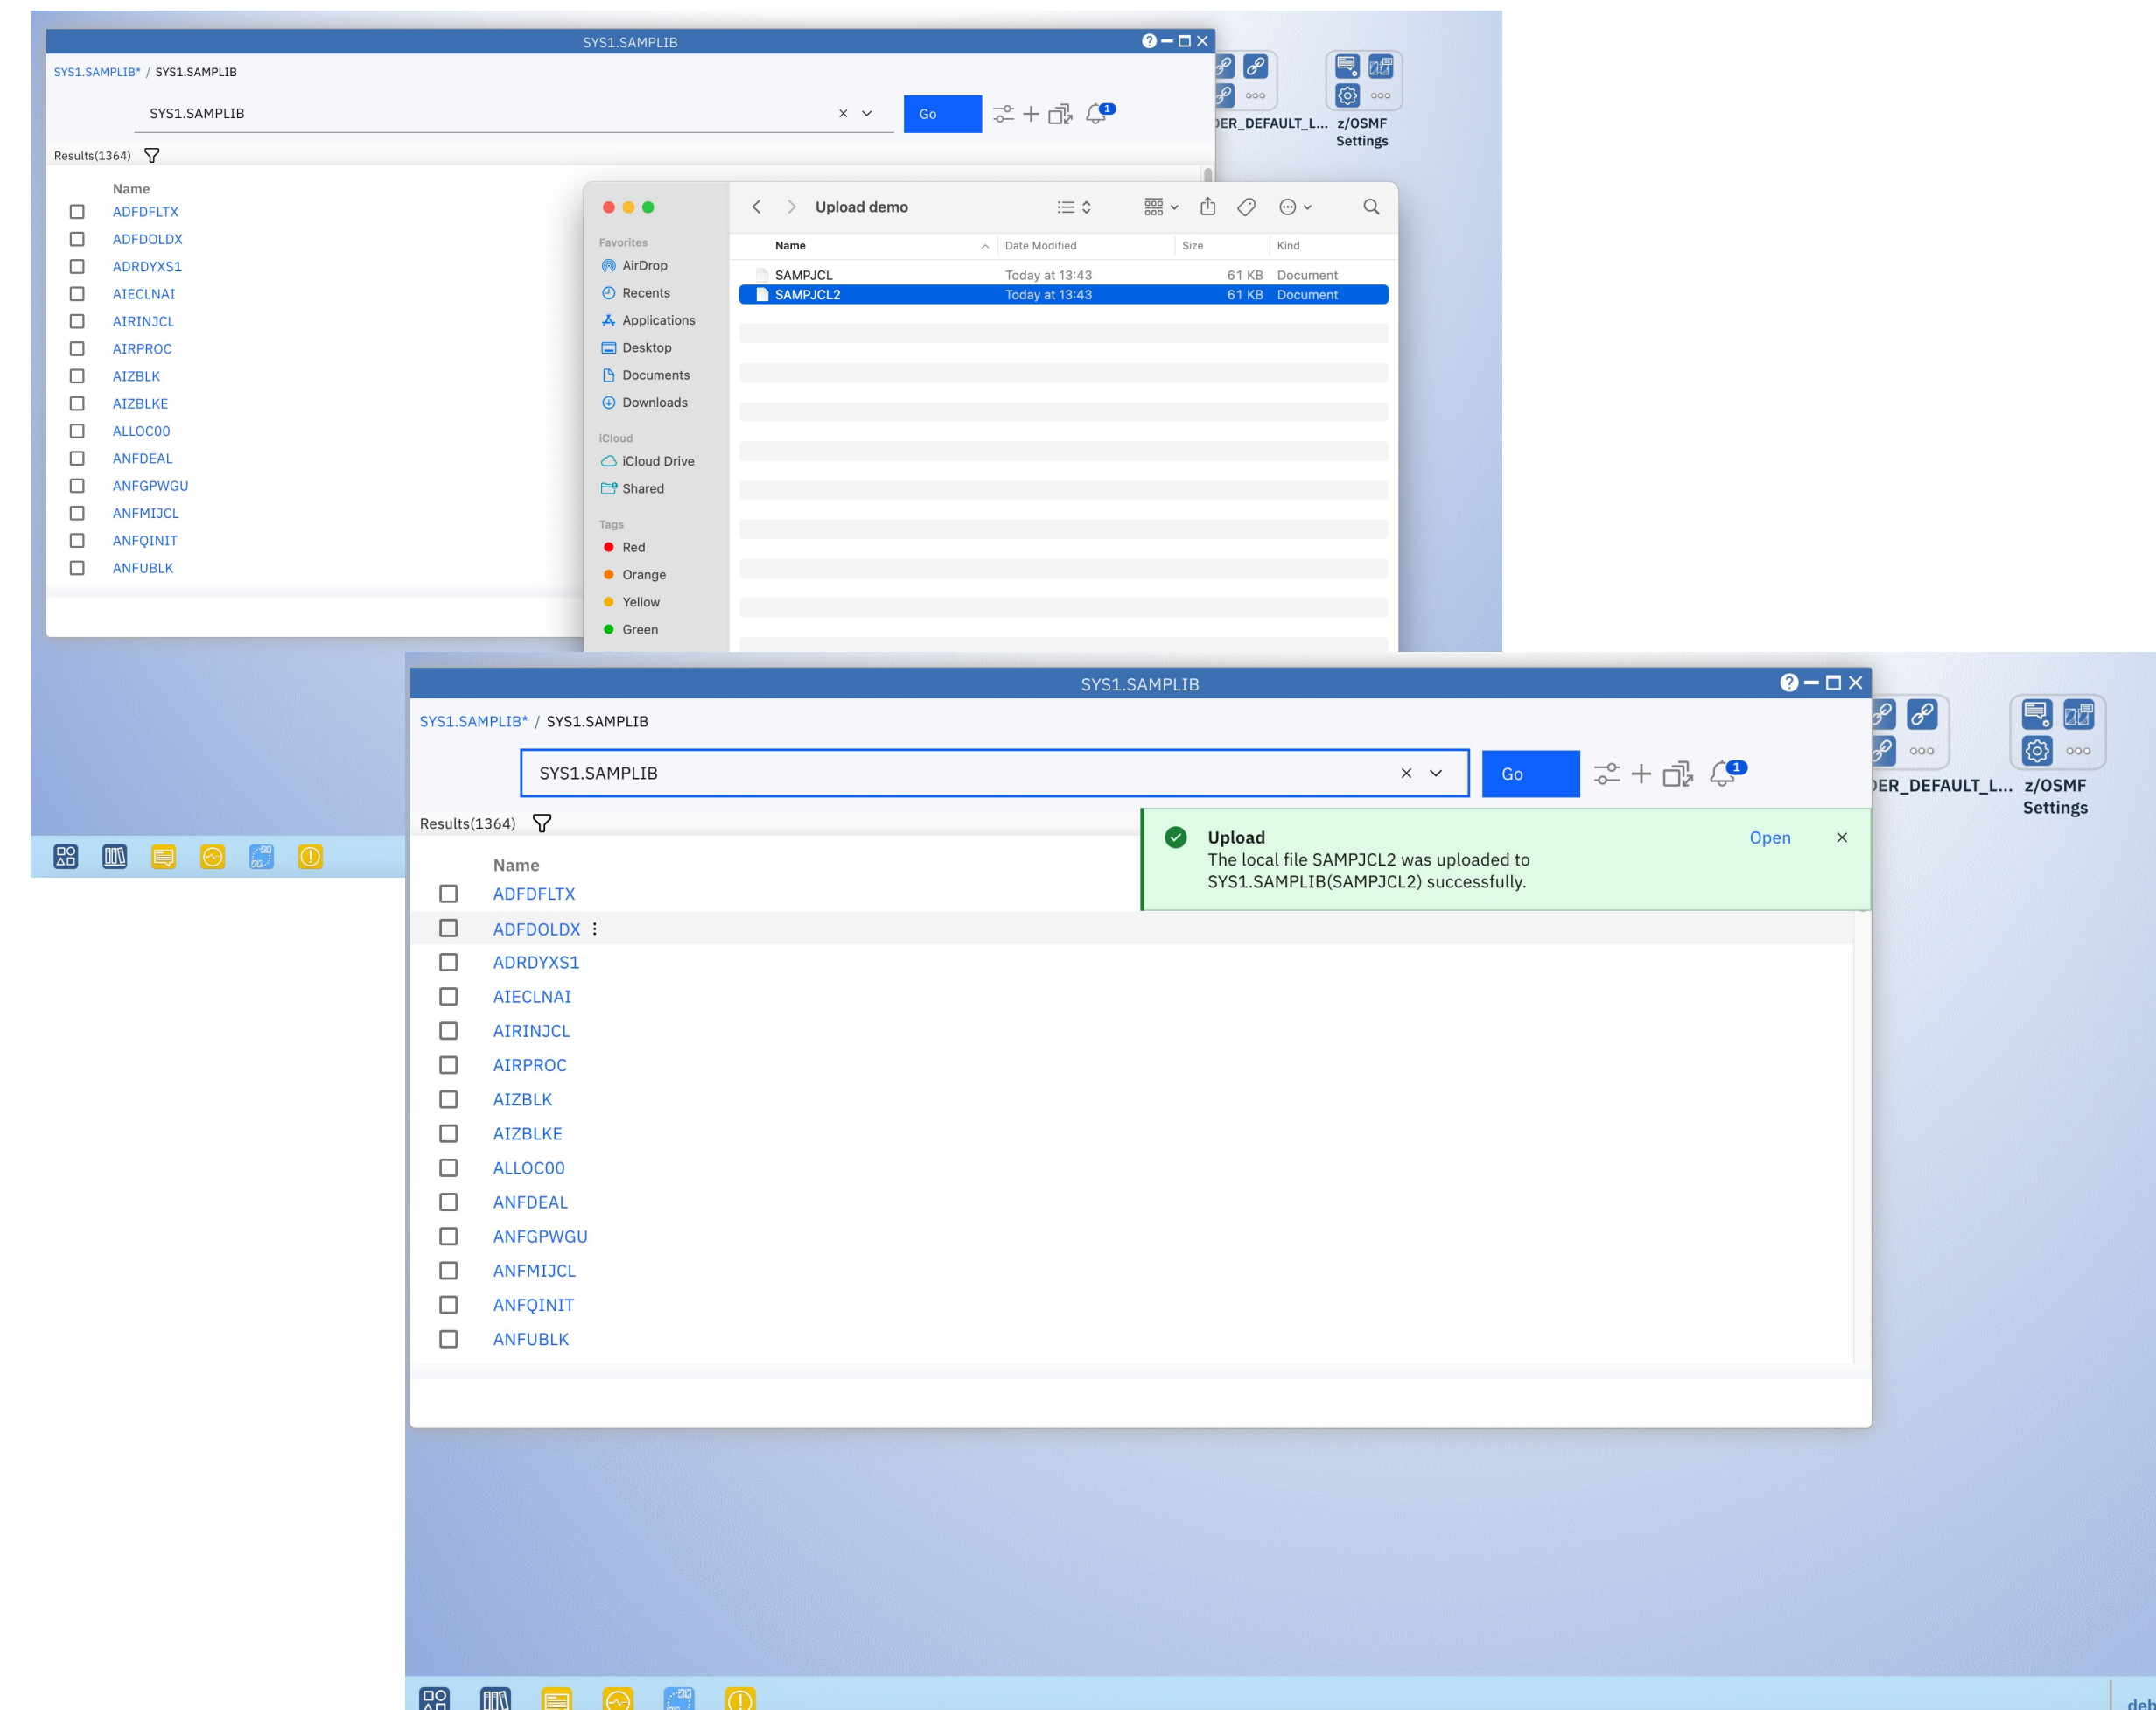 SYS1.SAMPLIB
SYS1.SAMPLIB* / SYS1.SAMPLIB
SYS1.SAMPLIB
Go
1
Results(1364)
Name
ADFDFLTX
ADFDOLDX
ADRDYXS1
AIECLNAI
AIRINJCL
AIRPROC
AIZBLK
AIZBLKE
ALLOC00
ANFDEAL
ANFGPWGU
ANFMIJCL
ANFQINIT
ANFUBLK
DER_DEFAULT_L...
z/OSMF
Settings
Upload demo
Favorites
AirDrop
Recents
Applications
Desktop
Documents
Downloads
iCloud
iCloud Drive
Shared
Tags
Red
Orange
Yellow
Green
Name Date Modified Size Kind
SAMPJCL Today at 13:43 61 KB Document
SAMPJCL2 Today at 13:43 61 KB Document
SYS1.SAMPLIB
SYS1.SAMPLIB* / SYS1.SAMPLIB
SYS1.SAMPLIB
Go
1
Results(1364)
Upload
Open
The local file SAMPJCL2 was uploaded to
SYS1.SAMPLIB(SAMPJCL2) successfully.
Name
ADFDFLTX
ADFDOLDX
ADRDYXS1
AIECLNAI
AIRINJCL
AIRPROC
AIZBLK
AIZBLKE
ALLOC00
ANFDEAL
ANFGPWGU
ANFMIJCL
ANFQINIT
ANFUBLK
DER_DEFAULT_L...
z/OSMF
Settings
deb